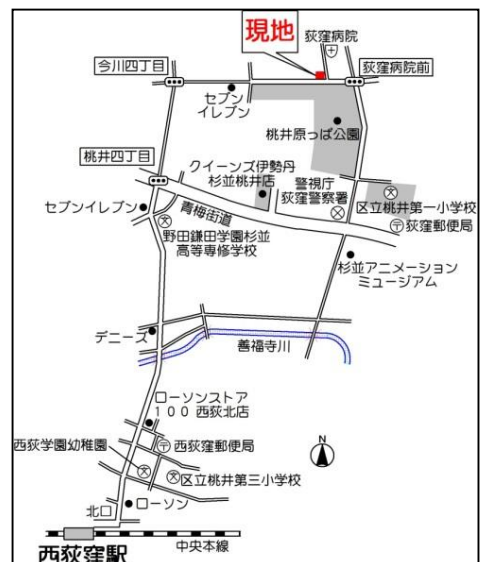 現地
荻窪病院
今川四丁目
荻窪病院前
セブン
イレブン
桃井原っぱ公園
桃井四丁目
クイーンズ伊勢丹
杉並桃井店
警視庁
荻窪警察署
区立桃井第一小学校
セブンイレブン
青梅街道
荻窪郵便局
野田鎌田学園杉並
高等専修学校
杉並アニメーション
ミュージアム
デニーズ
善福寺川
ローソンストア
100 西荻北店
西荻学園幼稚園
西荻窪郵便局
N
区立桃井第三小学校
ローソン
北口
中央本線
西荻窪駅